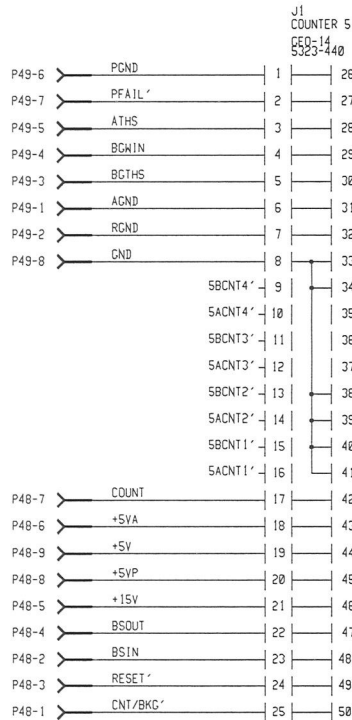 J1
COUNTER 5
GEO-14
5323-440
P49-6 PGND 1 26
P49-7 PFAIL' 2 27
P49-5 ATHS 3 28
P49-4 BGWIN 4 29
P49-3 BGTHS 5 30
P49-1 AGND 6 31
P49-2 RGND 7 32
P49-8 GND 8 33
5BCNT4' 9 34
5ACNT4' 10 35
5BCNT3' 11 36
5ACNT3' 12 37
5BCNT2' 13 38
5ACNT2' 14 39
5BCNT1' 15 40
5ACNT1' 16 41
P48-7 COUNT 17 42
P48-6 +5VA 18 43
P48-9 +5V 19 44
P48-8 +5VP 20 45
P48-5 +15V 21 46
P48-4 BSOUT 22 47
P48-2 BSIN 23 48
P48-3 RESET' 24 49
P48-1 CNT/BKG' 25 50